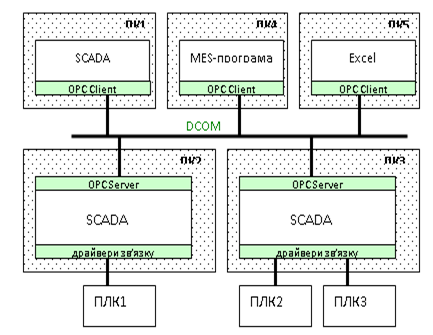 ПК1
ПК4
ПК5
SCADA
MES-програма
Excel
OPC Client
OPC Client
OPC Client
DCOM
ПК2
ПК3
OPCServer
OPCServer
SCADA
SCADA
драйвери зв'язку
драйвери зв'язку
ПЛК1
ПЛК2
ПЛК3